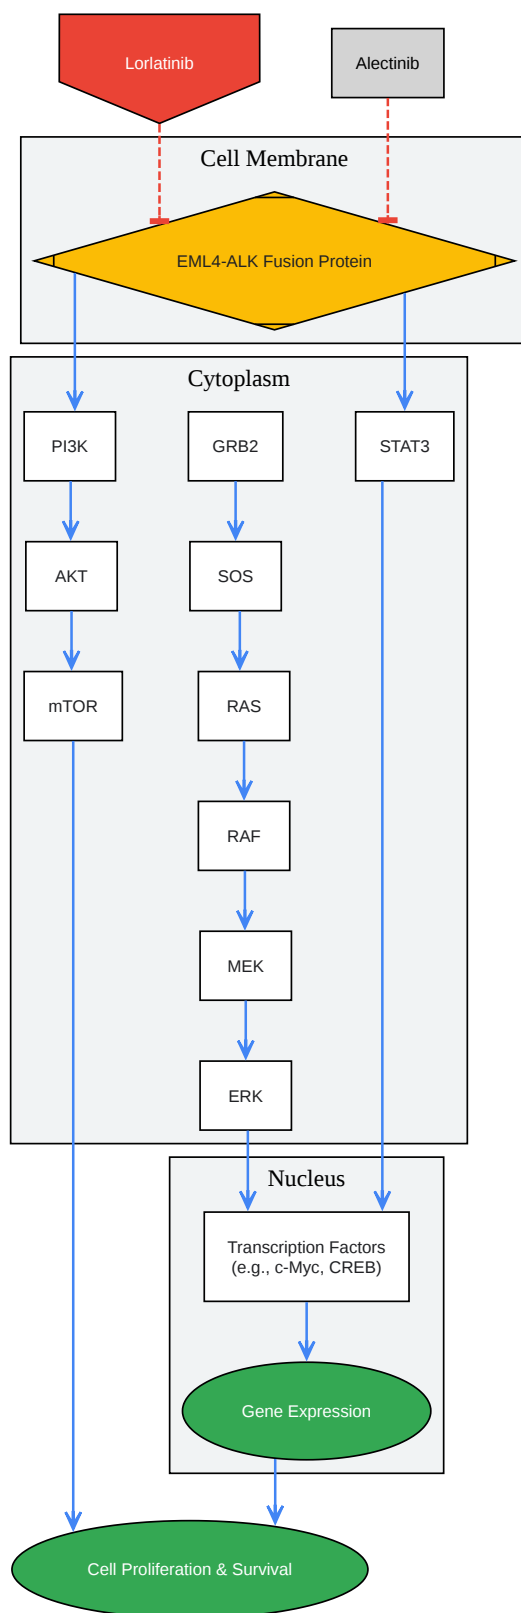 Lorlatinib
Alectinib
Cell Membrane
EML4-ALK Fusion Protein
Cytoplasm
PI3K
GRB2
STAT3
AKT
SOS
mTOR
RAS
RAF
MEK
ERK
Nucleus
Transcription Factors
(e.g., c-Myc, CREB)
Gene Expression
Cell Proliferation & Survival